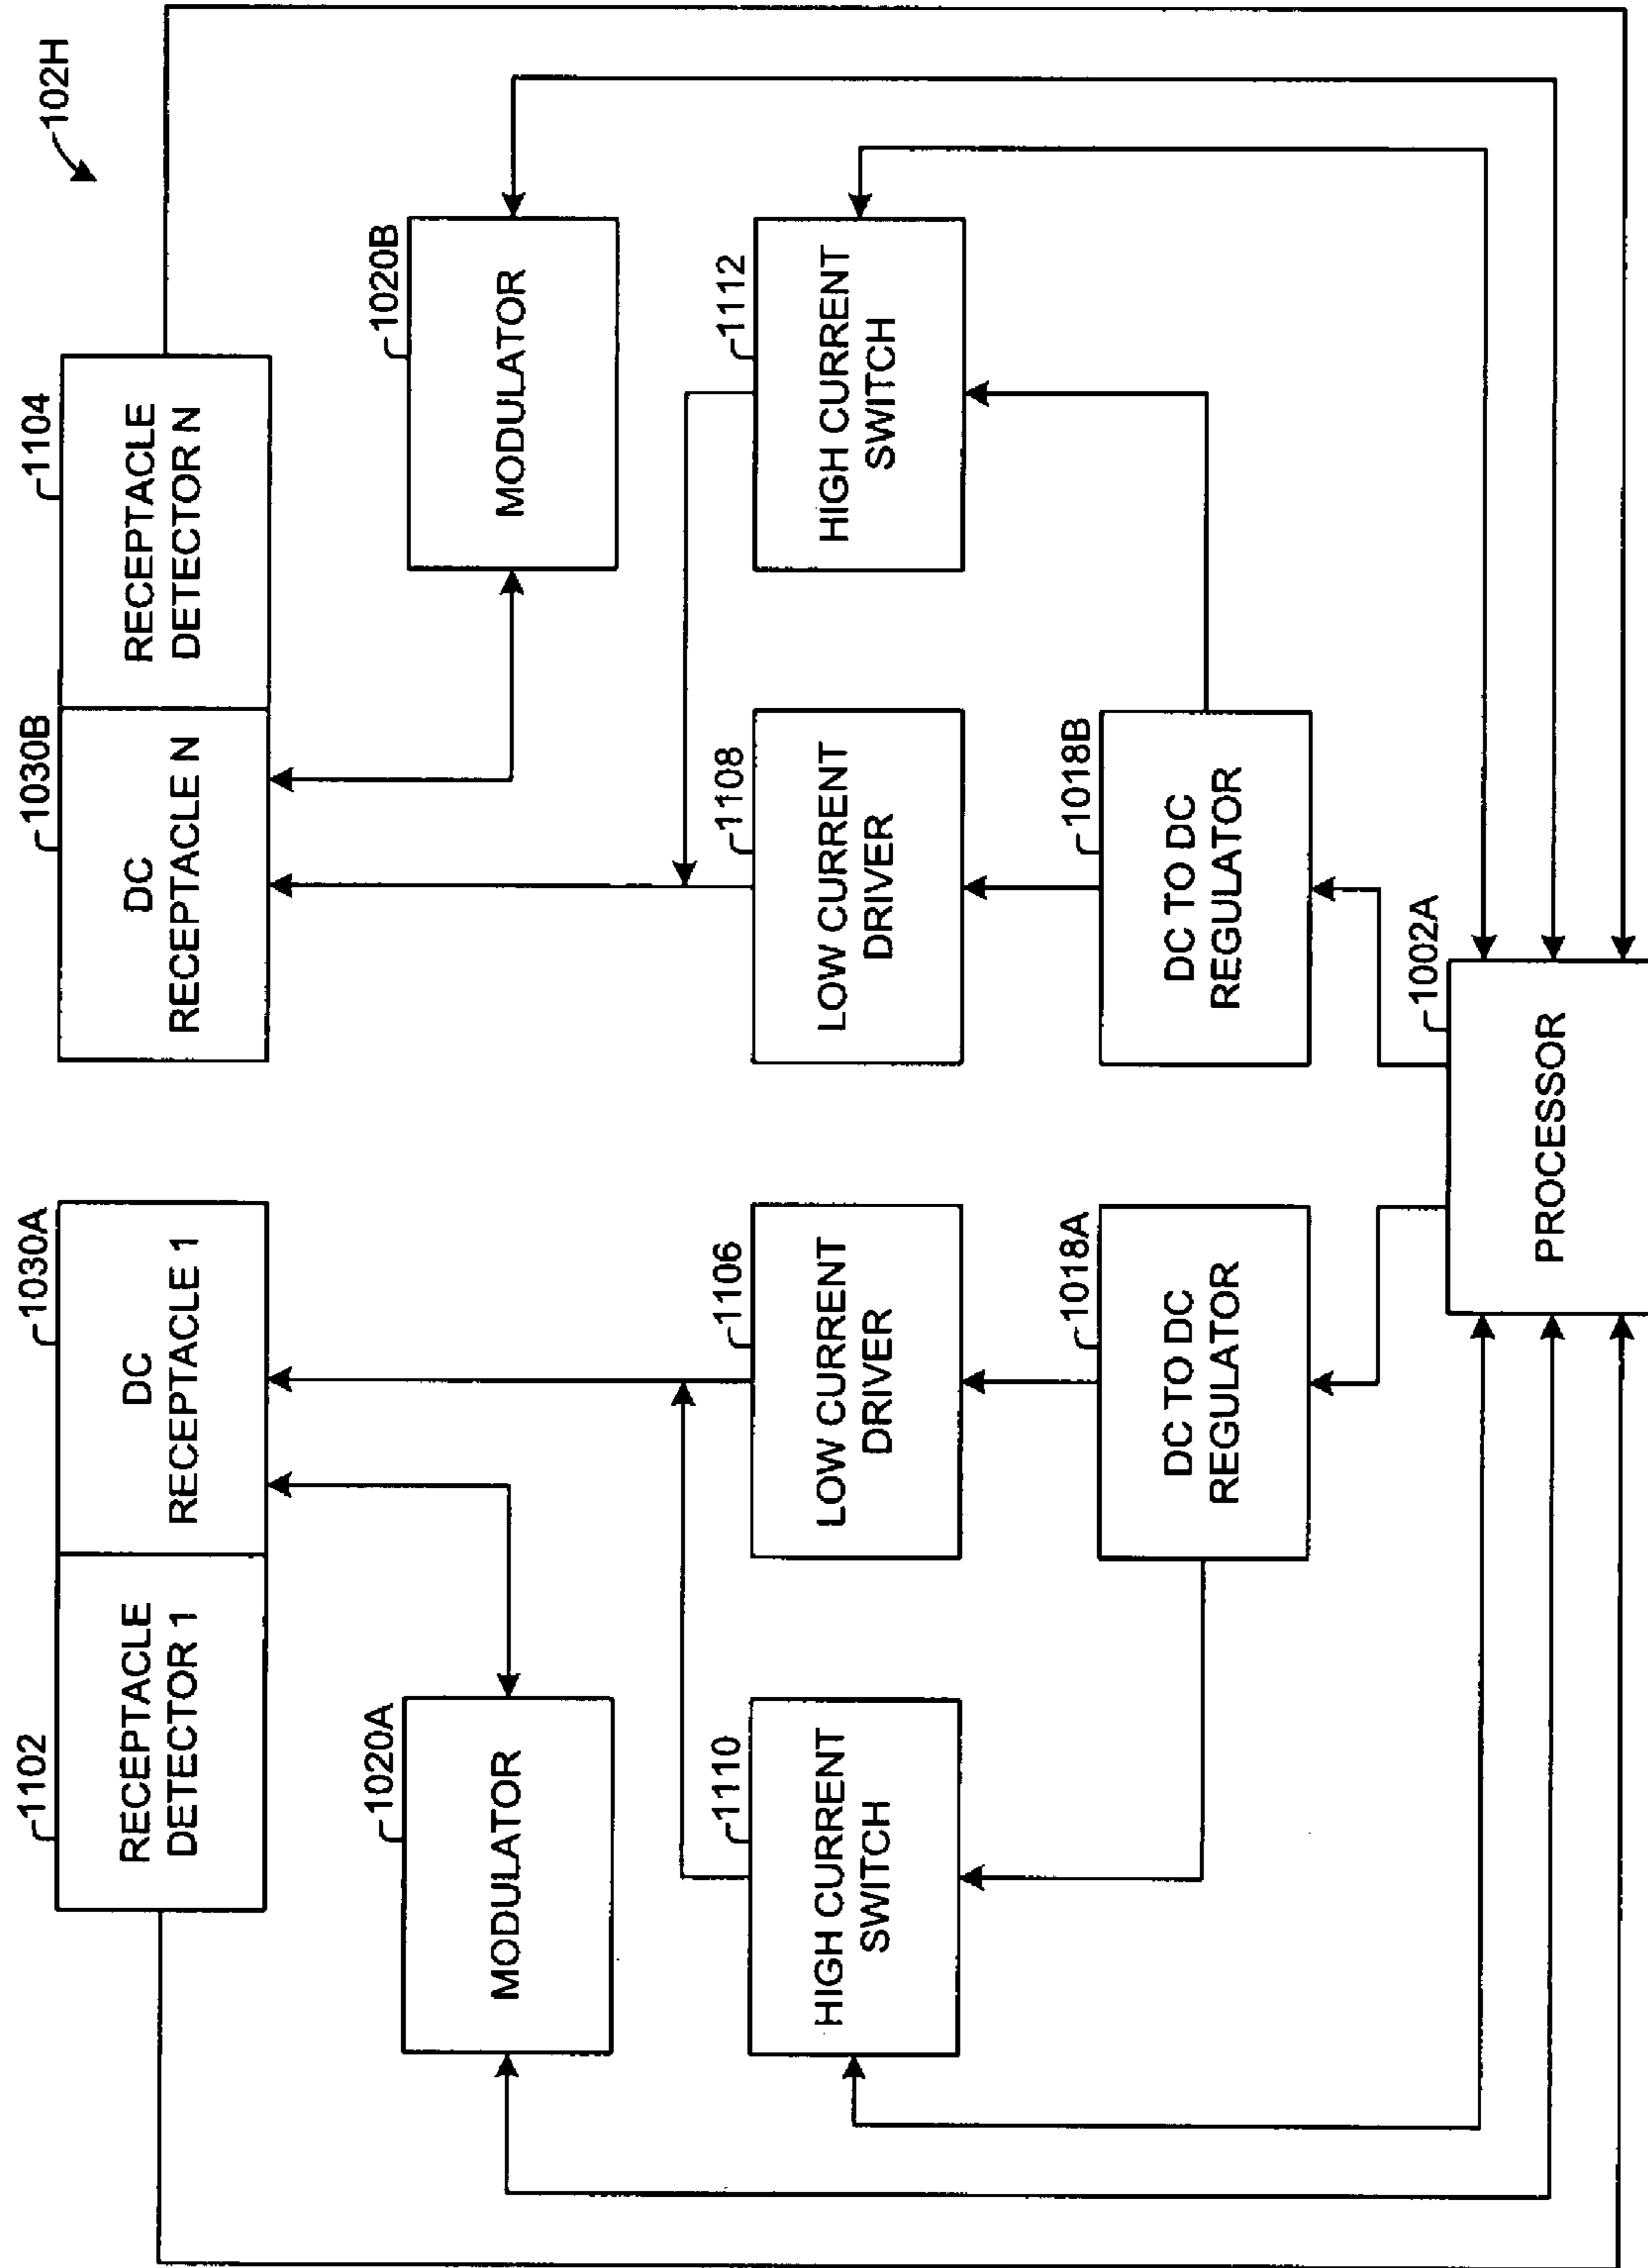 102H
1102
1030A
1030B
1104
RECEPTACLE
DETECTOR 1
DC
RECEPTACLE 1
DC
RECEPTACLE N
RECEPTACLE
DETECTOR N
1020A
1020B
MODULATOR
MODULATOR
1110
1106
1108
1112
HIGH CURRENT
SWITCH
LOW CURRENT
DRIVER
LOW CURRENT
DRIVER
HIGH CURRENT
SWITCH
1018A
1018B
DC TO DC
REGULATOR
DC TO DC
REGULATOR
1002A
PROCESSOR